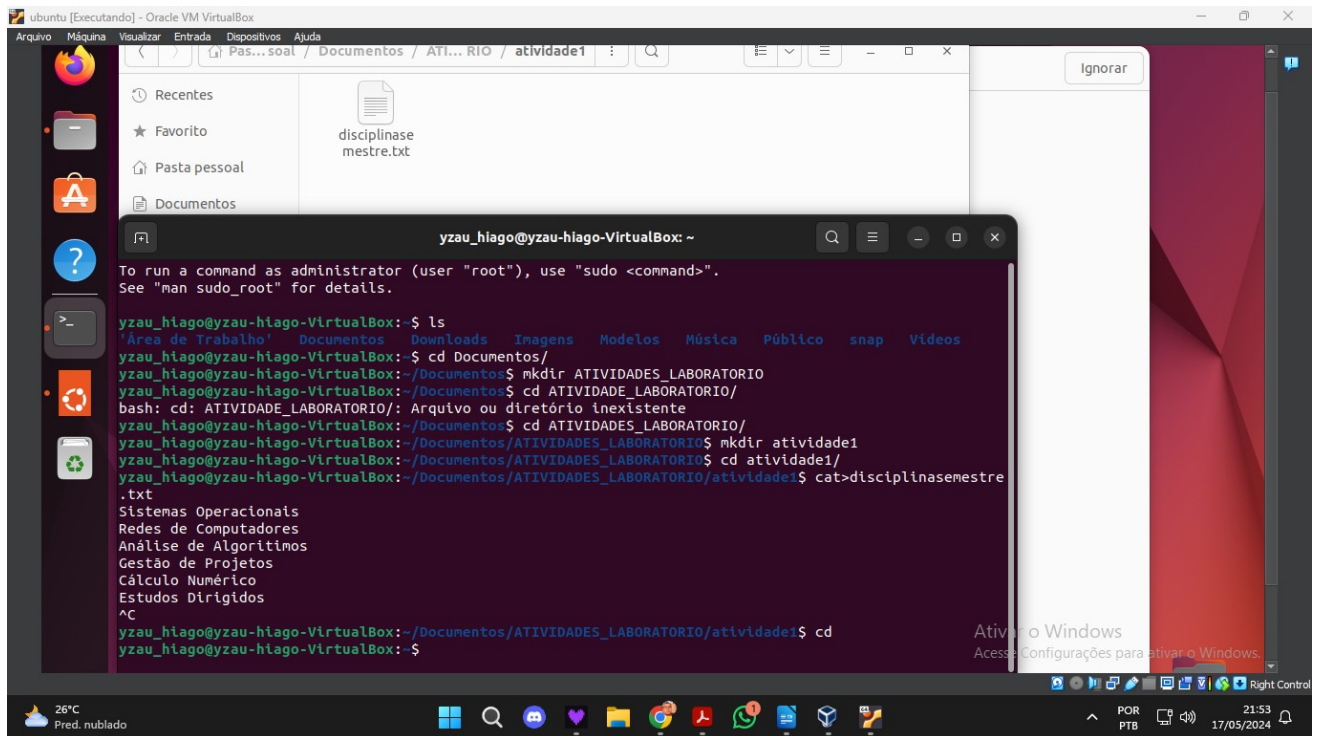 ubuntu [Executando] - Oracle VM VirtualBox
Arquivo Máquina Visualizar Entrada Dispositivos Ajuda
Pas... soal / Documentos / ATI... RIO / atividade1
Ignorar
Recentes
Favorito
Pasta pessoal
Documentos
disciplinase
mestre.txt
yzau_hiago@yzau-hiago-VirtualBox: ~
To run a command as administrator (user "root"), use "sudo <command>".
See "man sudo_root" for details.
yzau_hiago@yzau-hiago-VirtualBox:~$ ls
'Área de Trabalho' Documentos Downloads Imagens Modelos Música Público snap Vídeos
yzau_hiago@yzau-hiago-VirtualBox:~$ cd Documentos/
yzau_hiago@yzau-hiago-VirtualBox:~/Documentos$ mkdir ATIVIDADES_LABORATORIO
yzau_hiago@yzau-hiago-VirtualBox:~/Documentos$ cd ATIVIDADE_LABORATORIO/
bash: cd: ATIVIDADE_LABORATORIO/: Arquivo ou diretório inexistente
yzau_hiago@yzau-hiago-VirtualBox:~/Documentos$ cd ATIVIDADES_LABORATORIO/
yzau_hiago@yzau-hiago-VirtualBox:~/Documentos/ATIVIDADES_LABORATORIO$ mkdir atividade1
yzau_hiago@yzau-hiago-VirtualBox:~/Documentos/ATIVIDADES_LABORATORIO$ cd atividade1/
yzau_hiago@yzau-hiago-VirtualBox:~/Documentos/ATIVIDADES_LABORATORIO/atividade1$ cat>disciplinasemestre
.txt
Sistemas Operacionais
Redes de Computadores
Análise de Algoritimos
Gestão de Projetos
Cálculo Numérico
Estudos Dirigidos
^C
yzau_hiago@yzau-hiago-VirtualBox:~/Documentos/ATIVIDADES_LABORATORIO/atividade1$ cd
yzau_hiago@yzau-hiago-VirtualBox:~$
Ativar o Windows
Acesse Configurações para ativar o Windows.
Right Control
26°C
Pred. nublado
POR
PTB
21:53
17/05/2024